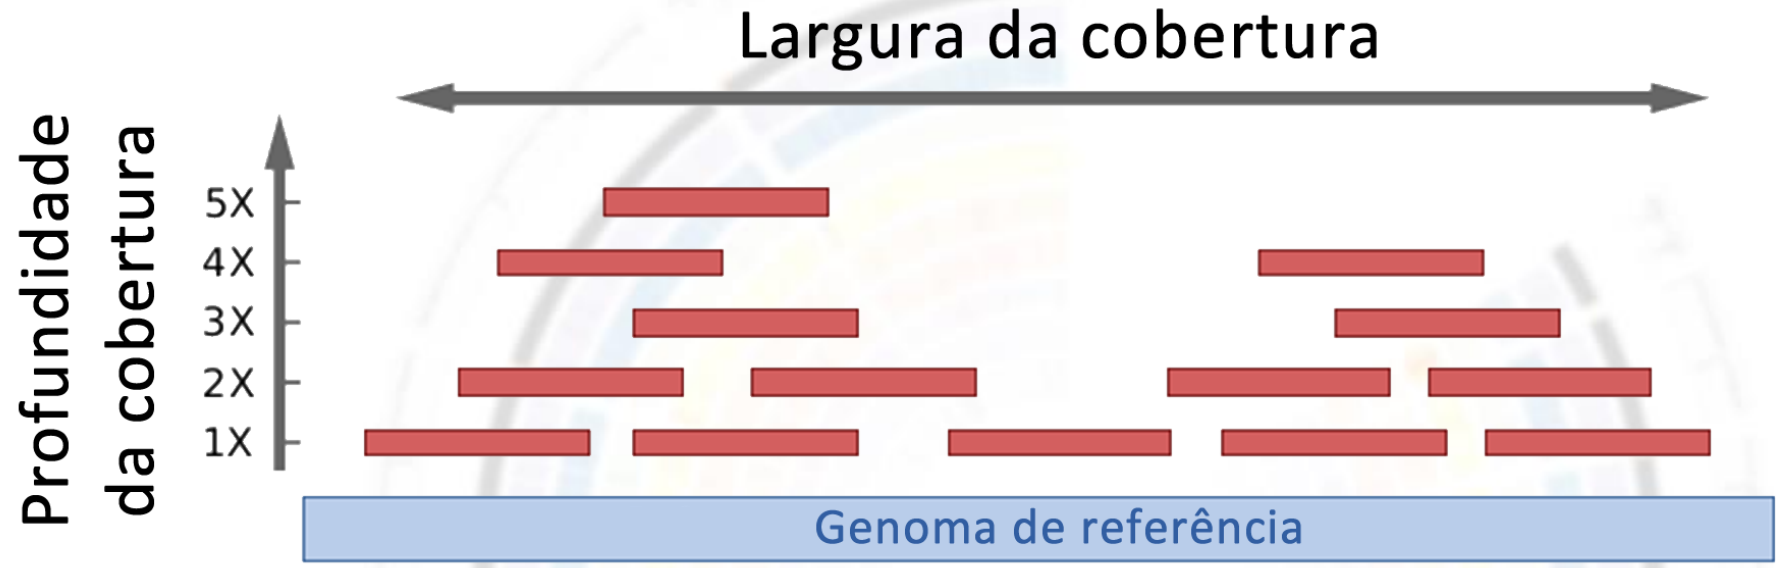 Largura da cobertura
Profundidade
da cobertura
5X
4X
3X
2X
1X
Genoma de referência